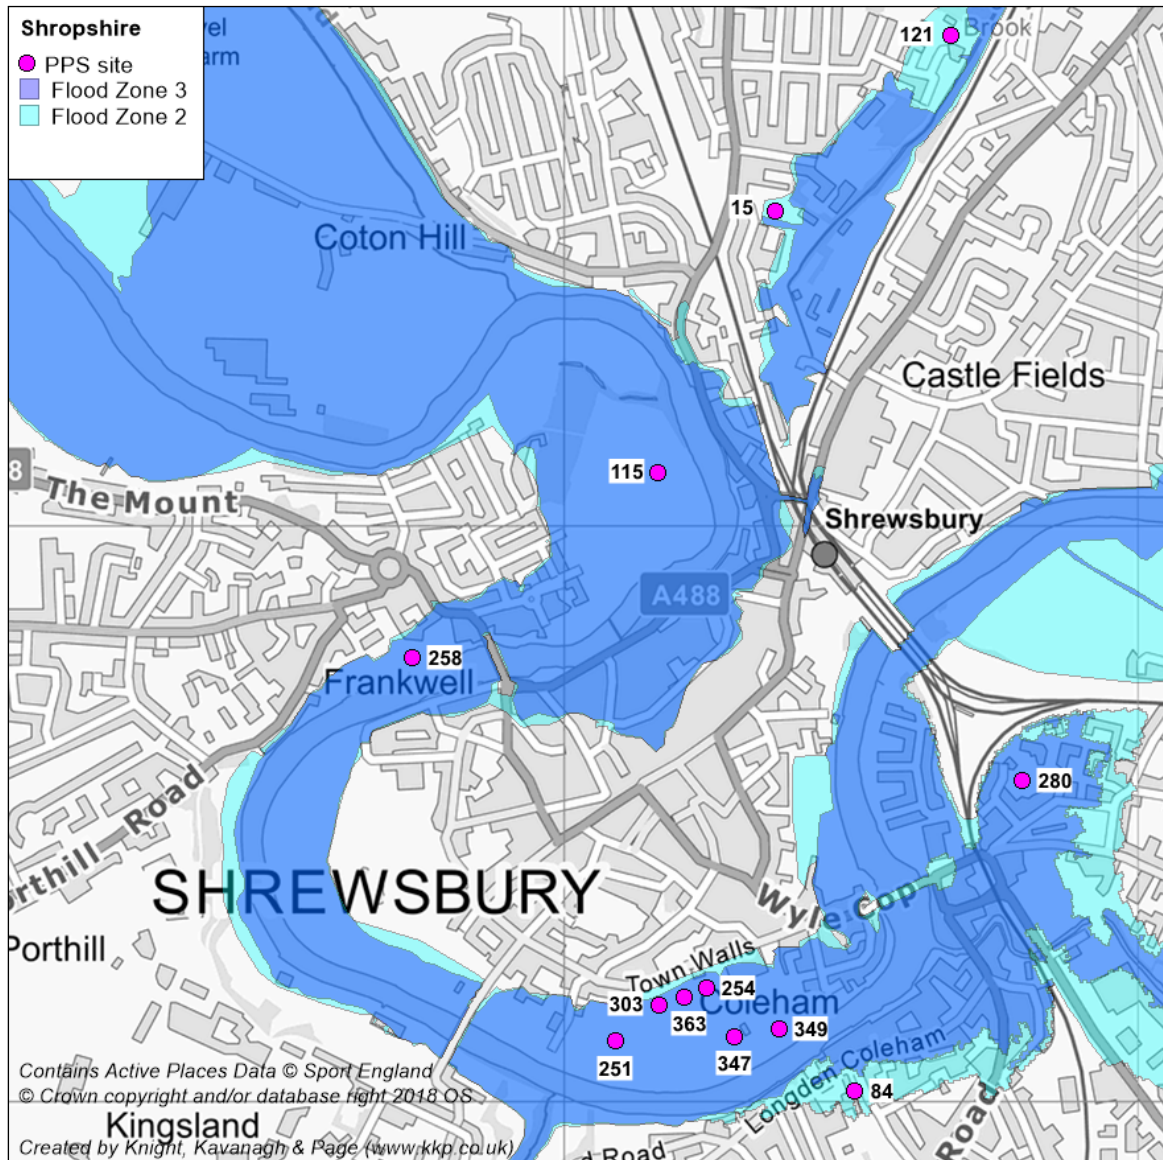 Shropshire
PPS site
Flood Zone 3
Flood Zone 2
121
Brook
15
Coton Hill
Castle Fields
8
The Mount
115
Shrewsbury
A488
258
Frankwell
280
Porthill Road
SHREWSBURY
Wyle Cop
Porthill
Town Walls
254
303
Coleham
363
349
251
347
Longden Coleham
84
Contains Active Places Data © Sport England
© Crown copyright and/or database right 2018 OS
Kingsland
Road
Road
Created by Knight, Kavanagh & Page (www.kkp.co.uk)